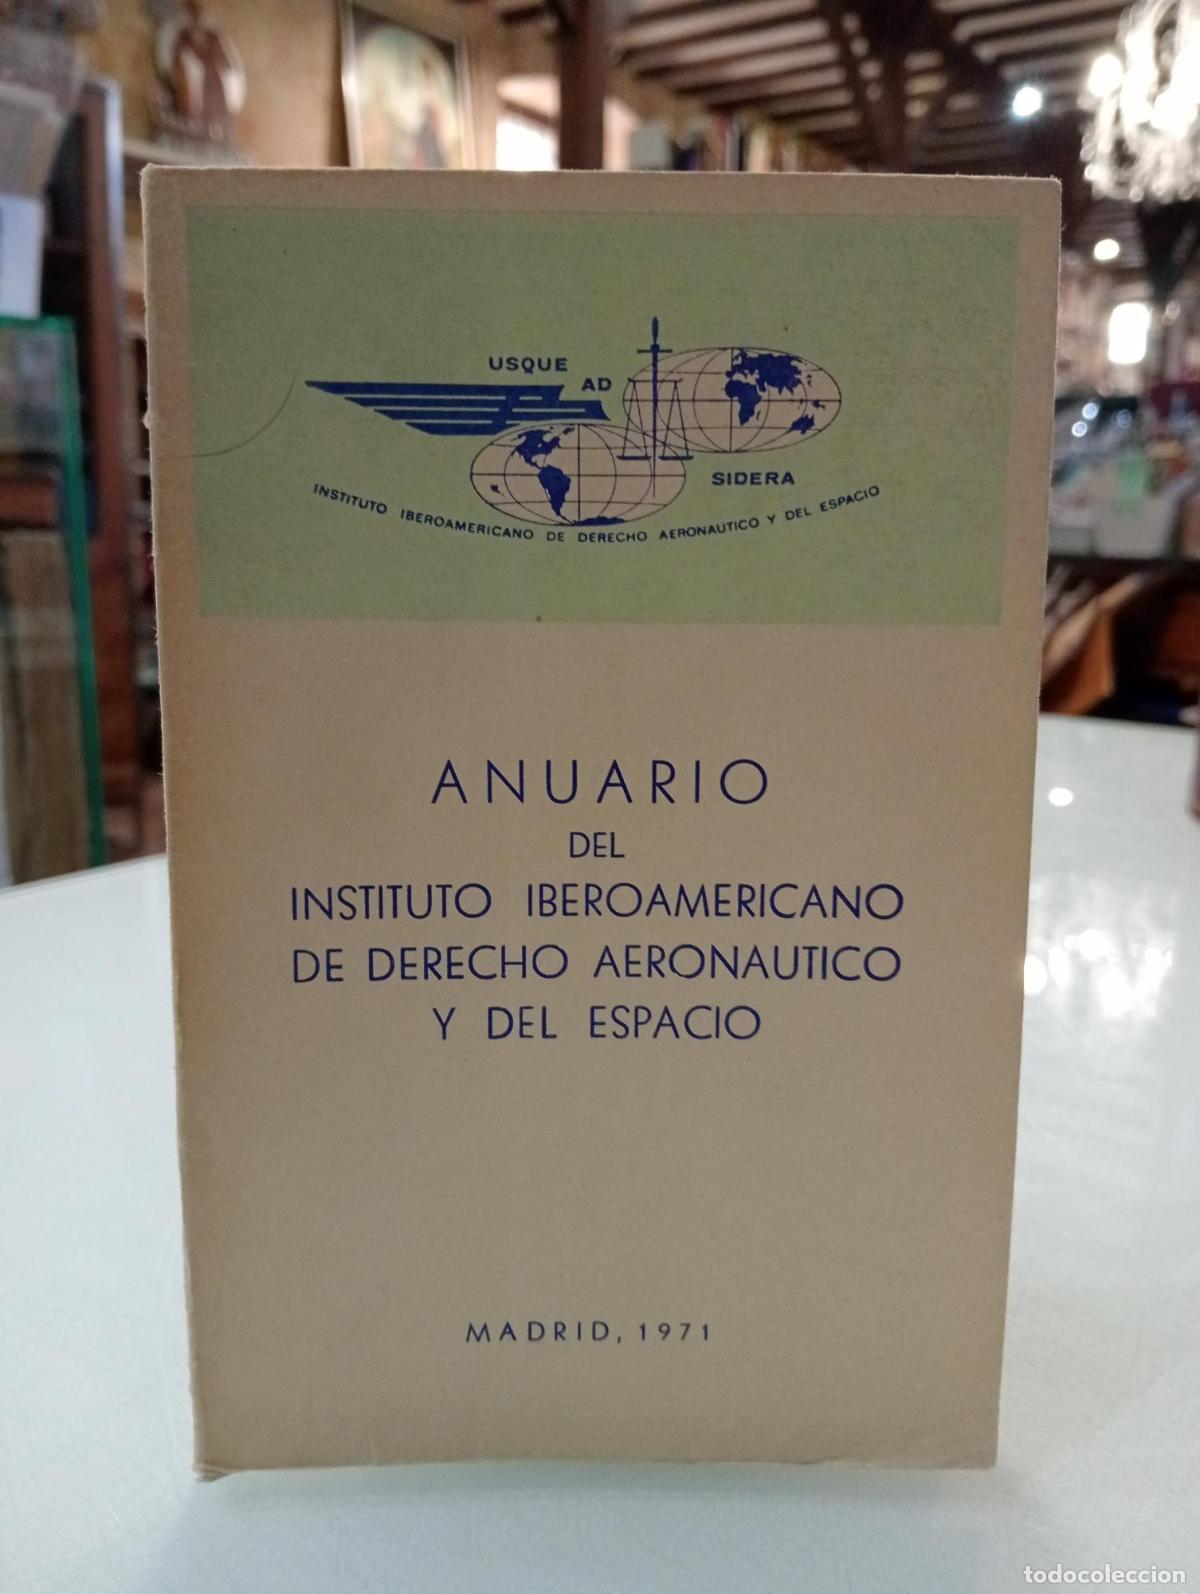 USQUE
AD
SIDERA
INSTITUTO IBEROAMERICANO DE DERECHO AERONAUTICO Y DEL ESPACIO
ANUARIO
DEL
INSTITUTO IBEROAMERICANO
DE DERECHO AERONAUTICO
Y DEL ESPACIO
MADRID, 1971
todocoleccion